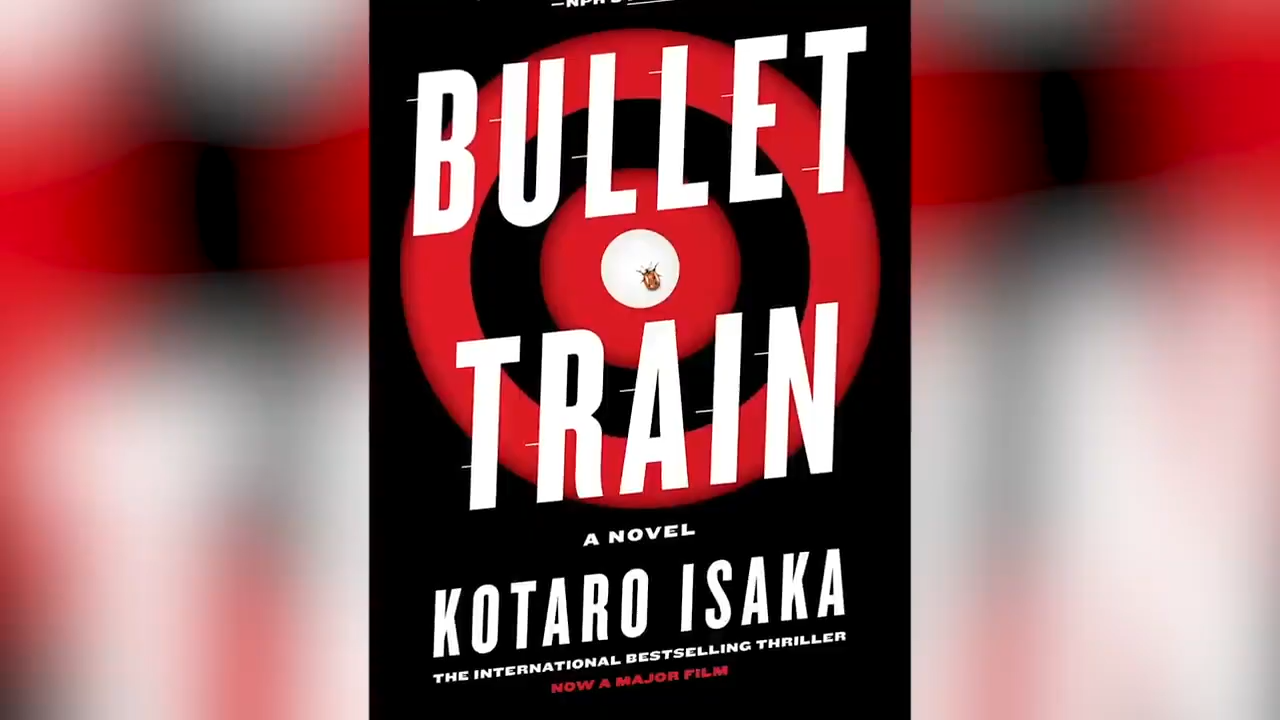 BULLET
TRAIN
A NOVEL
KOTARO ISAKA
THE INTERNATIONAL BESTSELLING THRILLER
NOW A MAJOR FILM